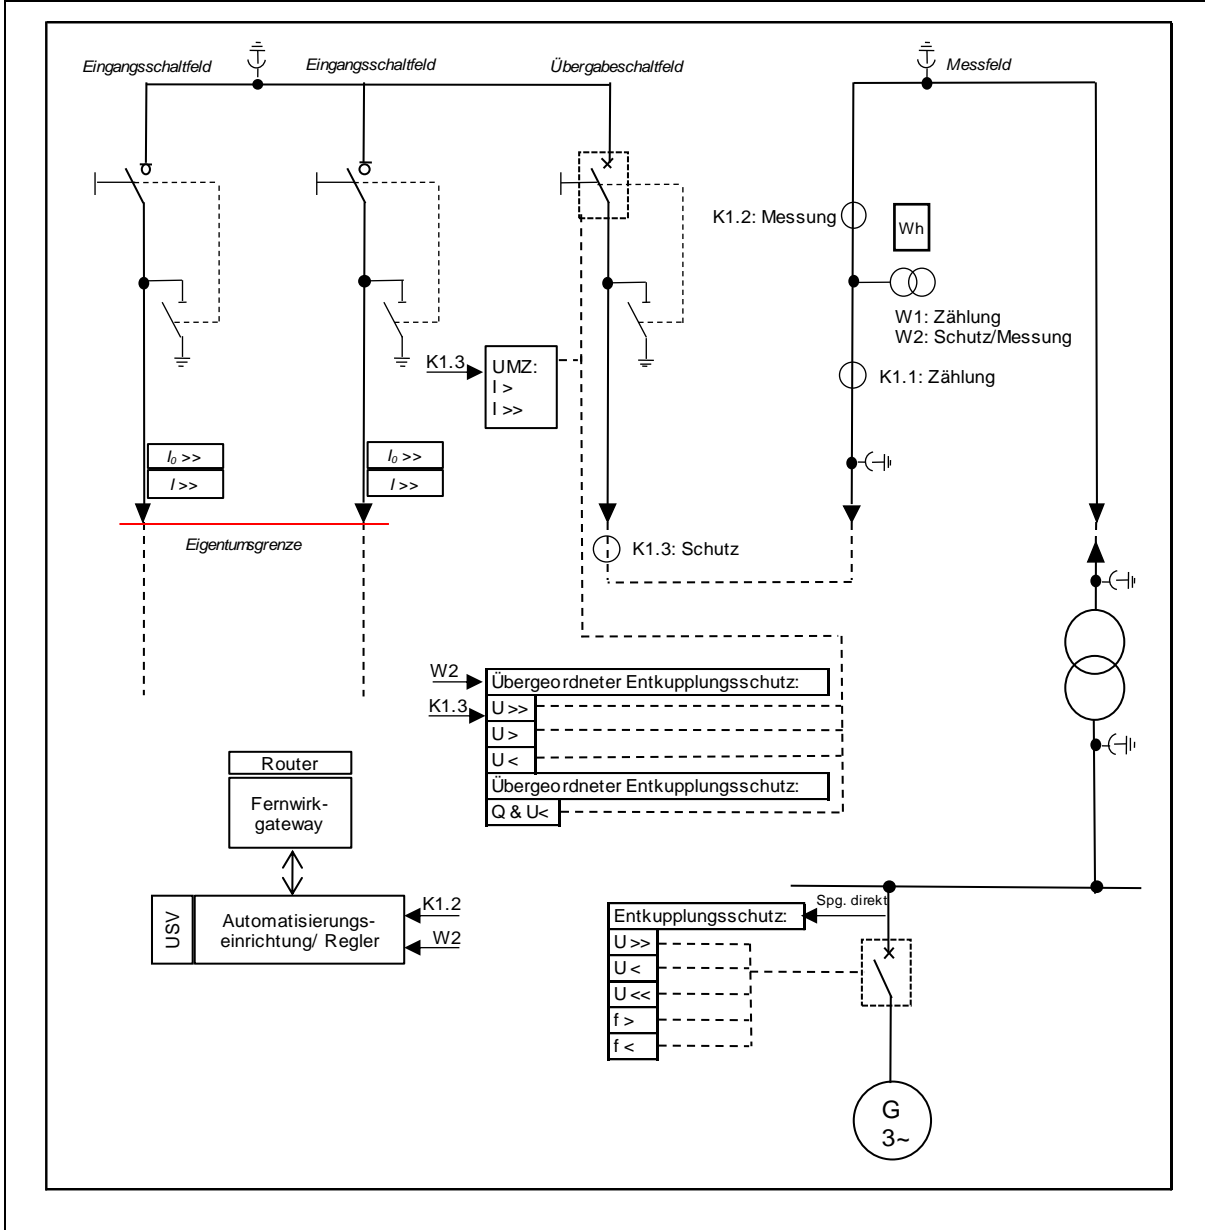 Eingangsschaltfeld
Eingangsschaltfeld
Übergabeschaltfeld
Messfeld
K1.2: Messung
Wh
W1: Zählung
W2: Schutz/Messung
K1.1: Zählung
K1.3
UMZ:
I >
I >>
I0 >>
I >>
I0 >>
I >>
Eigentumsgrenze
K1.3: Schutz
W2
Übergeordneter Entkupplungsschutz:
K1.3
U >>
U >
U <
Übergeordneter Entkupplungsschutz:
Q & U<
Router
Fernwirk-
gateway
USV
Automatisierungs-
einrichtung/ Regler
K1.2
W2
Spg. direkt
Entkupplungsschutz:
U >>
U <
U <<
f >
f <
G
3~